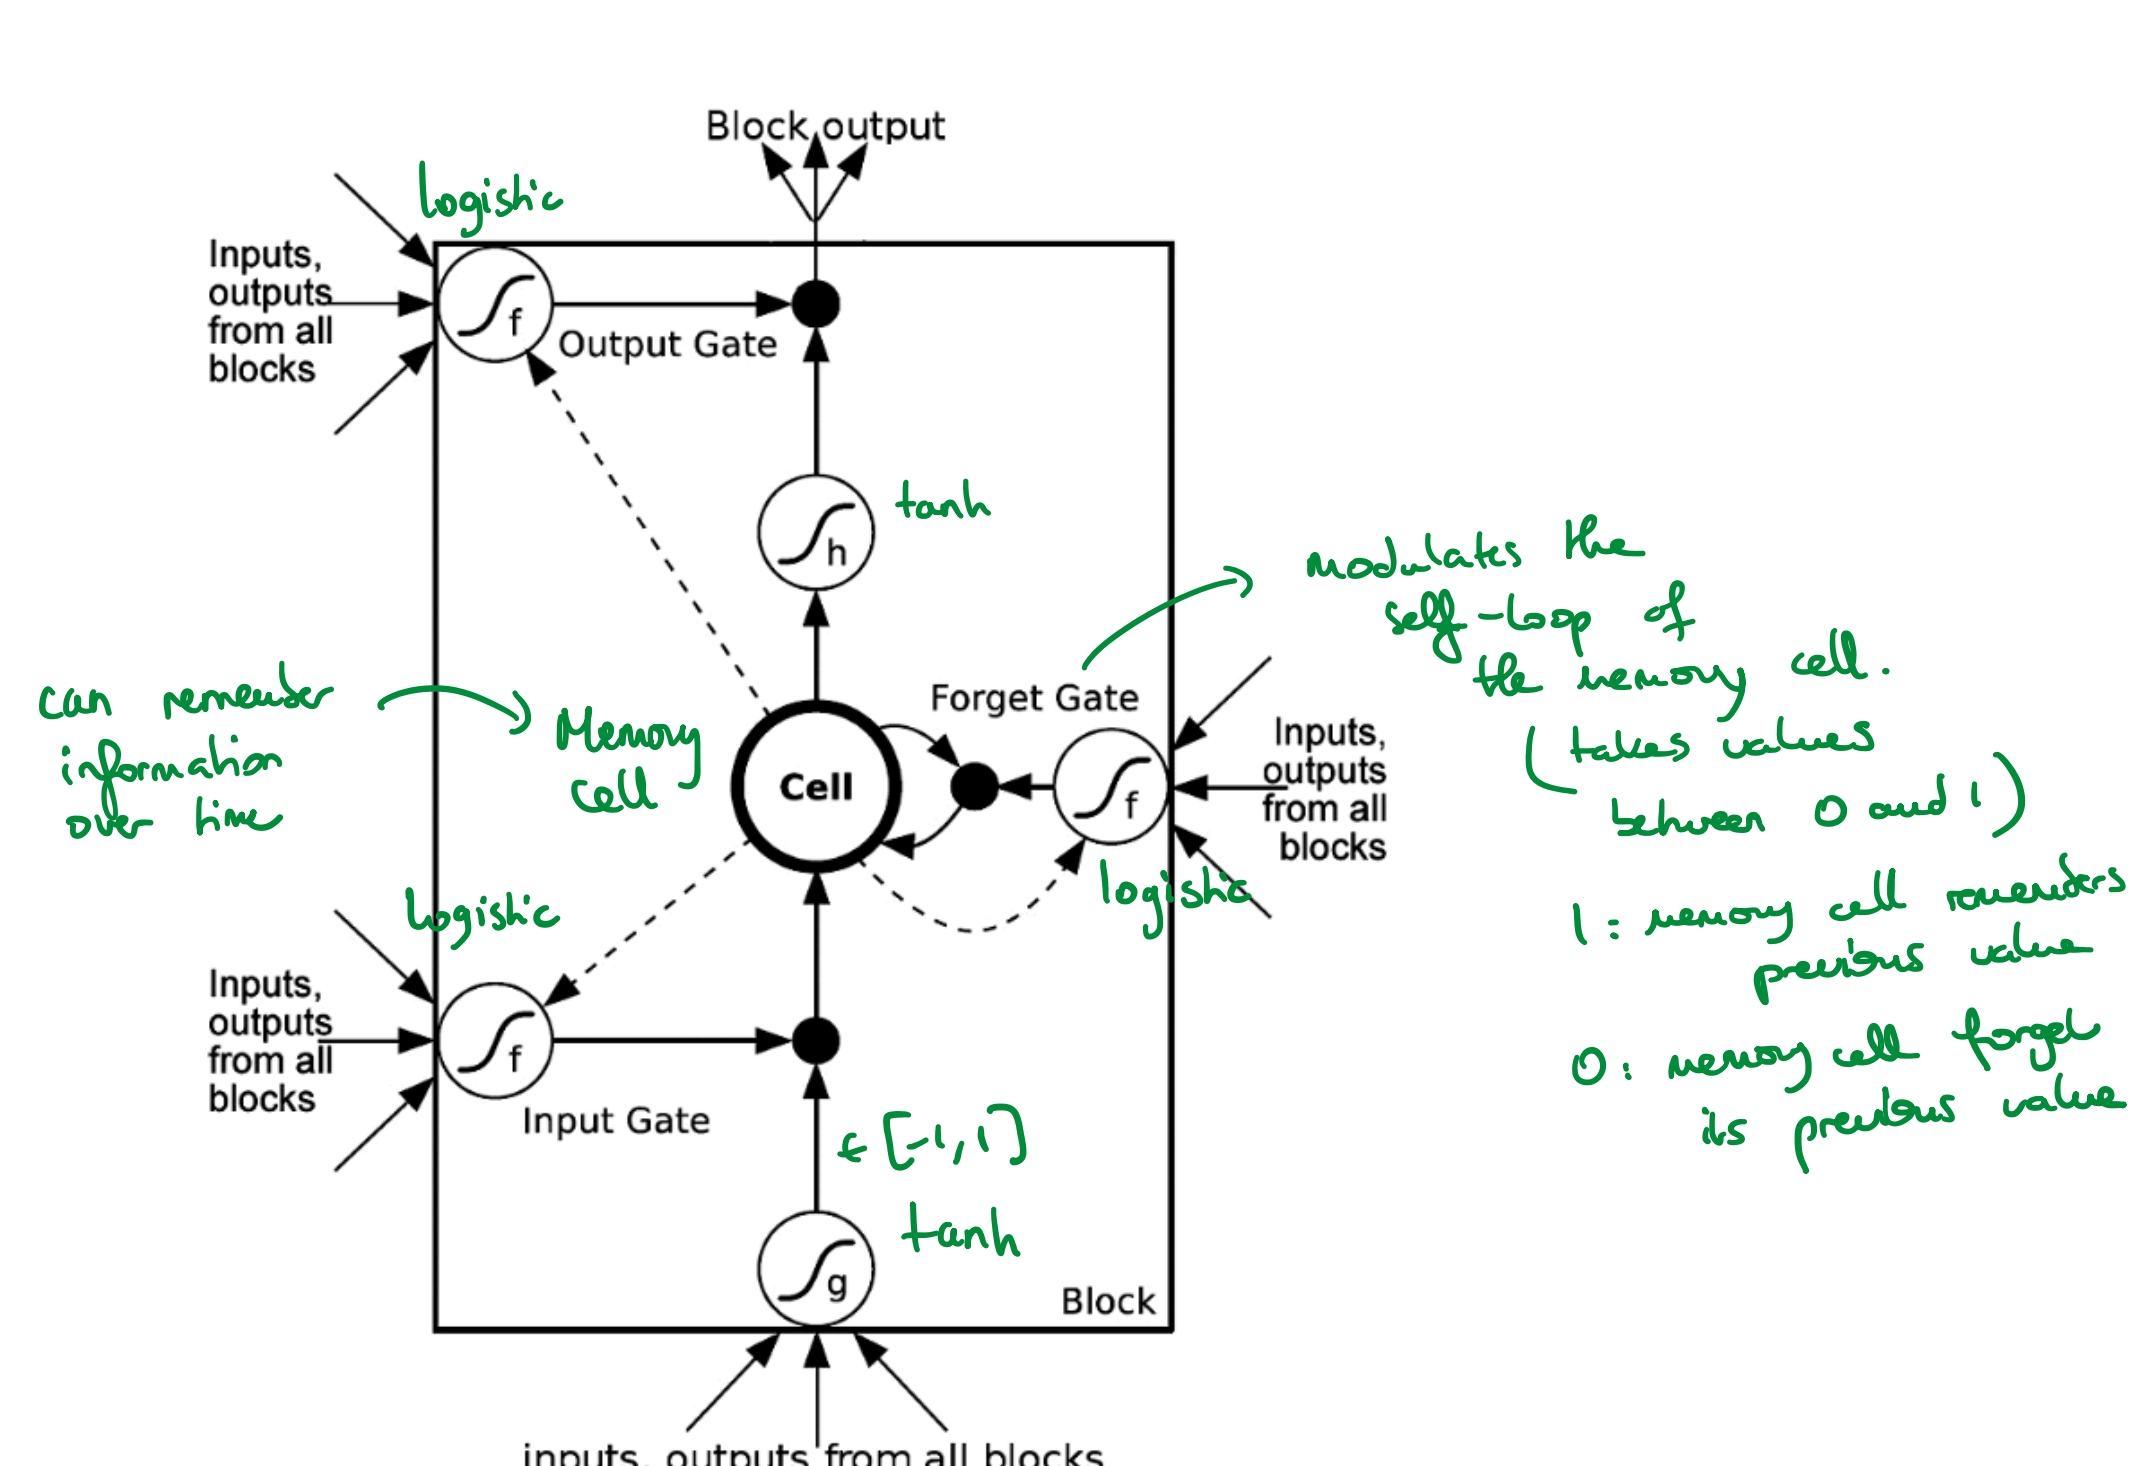 Block output
logistic
Inputs,
outputs
from all
blocks
f
Output Gate
h
tanh
modulates the
self-loop of
the memory cell.
(takes values
between 0 and 1)
1: memory cell remembers
previous value
0: memory cell forget
its previous value
can remember
information
over time
Memory
cell
Cell
Forget Gate
f
Inputs,
outputs
from all
blocks
logistic
logistic
Inputs,
outputs
from all
blocks
f
Input Gate
∈ [-1, 1]
tanh
g
Block
inputs, outputs from all blocks